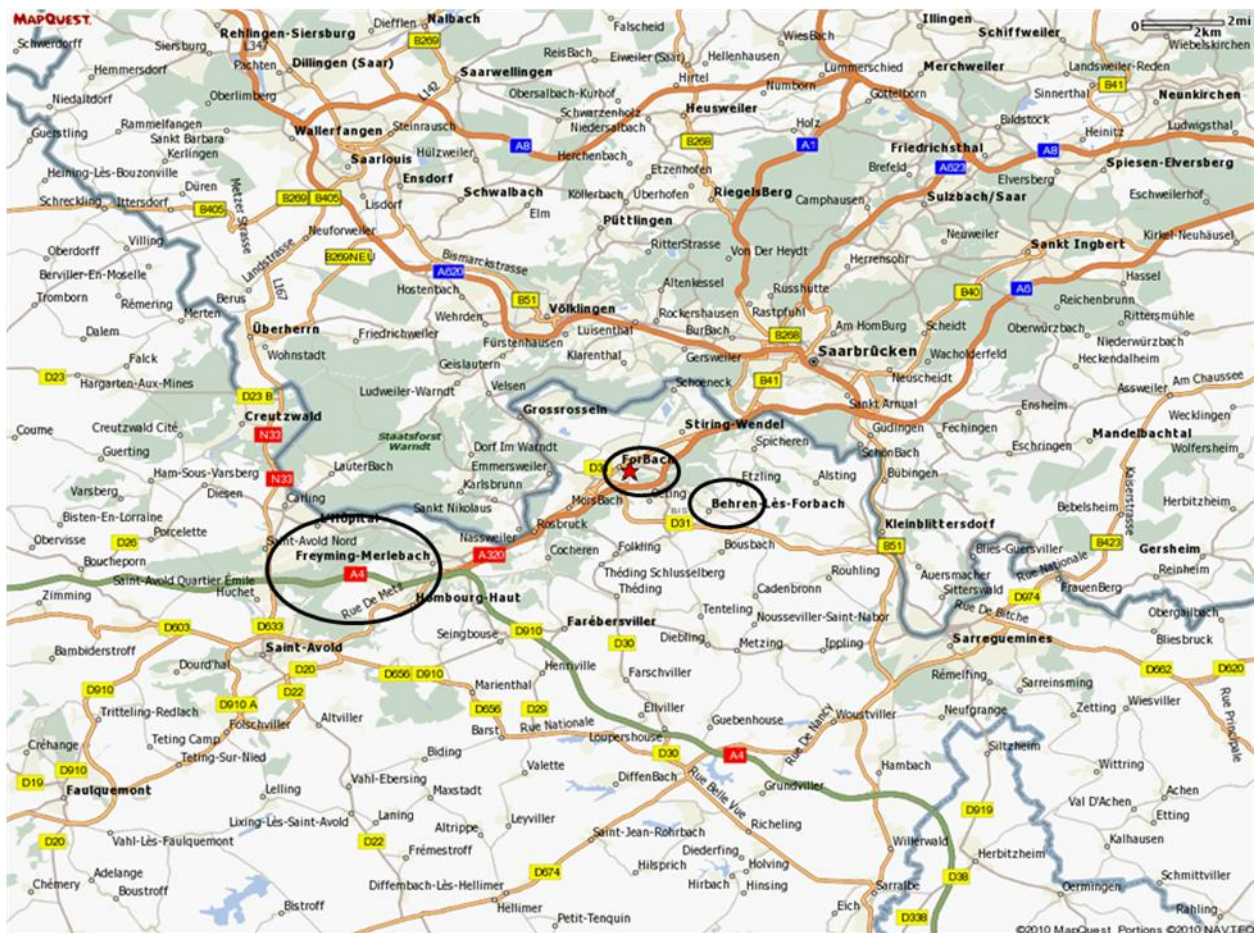 MAPQUEST
2mi
0
2km
Schwerdorff
Siersburg
Rehlingen-Siersburg
L347
Diefflen
Nalbach
B269
Falscheid
WiesBach
Illingen
Schiffweiler
Wiebelskirchen
Hemmersdorf
Pachten
Dillingen (Saar)
Saarwellingen
ReisBach
Eiweiler (Saar)
Hellenhausen
Hirtel
Lummerschied
Merchweiler
Landsweiler-Reden
B41
Niedaltdorf
Oberlimberg
L142
Obersalbach-Kurhof
Numborn
Göttelborn
Sinnerthal
Neunkirchen
Guerstling
Rammelfangen
Wallerfangen
Steinrausch
Schwarzenholz
Niedersalbach
Heusweiler
Holz
Bildstock
Heinitz
Ludwigsthal
Sankt Barbara
Kerlingen
Saarlouis
Hülzweiler
A8
Herchenbach
B268
A1
Friedrichsthal
A8
Heining-Lès-Bouzonville
Ensdorf
Etzenhofen
Brefeld
A623
Elversberg
Spiesen-Elversberg
Düren
Metzer Strasse
Lisdorf
Schwalbach
Köllerbach
Überhofen
RiegelsBerg
Camphausen
Sulzbach/Saar
Eschweilerhof
Schreckling
Ittersdorf
B405
B269
B405
Elm
Püttlingen
Villing
Neuforweiler
Oberdorff
Landstrasse
B269NEU
Bismarckstrasse
RitterStrasse
Von Der Heydt
Neuweiler
Sankt Ingbert
Kirkel-Neuhäusel
Berviller-En-Moselle
A620
Herrensohr
Hassel
Tromborn
Rémering
Berus
L167
Hostenbach
B51
Altenkessel
Russhutte
B40
A6
Reichenbrunn
Merten
Völklingen
Rockershausen
Rastpfuhl
Rittersmühle
Dalem
Überherrn
Friedrichweiler
Wehrden
Luisenthal
BurBach
B268
Am HomBurg
Scheidt
Oberwürzbach
Falck
Wohnstadt
Fürstenhausen
Klarenthal
Gersweiler
Saarbrücken
Wacholderfeld
Niederwürzbach
Heckendalheim
D23
Hargarten-Aux-Mines
Geislautern
Schoeneck
B41
Neuscheidt
Assweiler
Am Chaussee
D23 B
Ludweiler-Warndt
Velsen
Sankt Arnual
Ensheim
Creutzwald
Grossrosseln
Stiring-Wendel
Wecklingen
Coume
Creutzwald Cité
N33
Staatsforst
Warndt
Dorf Im Warndt
Spicheren
Güdingen
Fechingen
Mandelbachtal
Guerting
ForBach
SchönBach
Eschringen
Wolfersheim
Ham-Sous-Varsberg
LauterBach
Emmersweiler
Etzling
Alsting
Bübingen
Varsberg
Diesen
N33
Karlsbrunn
Kaiserstrasse
Carling
MorsBach
Behren-Lès-Forbach
Bebelsheim
Herbitzheim
Bisten-En-Lorraine
Porcelette
Sankt Nikolaus
Rosbruck
D31
Kleinblittersdorf
Obervisse
D26
Saint-Avold Nord
Nassweiler
A320
Cocheren
Folkling
Bousbach
B51
Blies-Guersviller
B423
Gersheim
Boucheporn
Freyming-Merlebach
Saint-Avold Quartier Émile
A4
Théding Schlusselberg
Rouhling
Auersmacher
Rue Nationale
Reinheim
Zimming
Huchet
Rue De Metz
Hombourg-Haut
Théding
Cadenbronn
Sitterswald
FrauenBerg
D974
Rue De Bitche
Obergailbach
Tenteling
Nousseviller-Saint-Nabor
D603
D633
Seingbouse
D910
Farébersviller
D30
Diebling
Metzing
Ippling
Sarreguemines
Bliesbruck
Bambiderstroff
Saint-Avold
Dourd'hal
D20
D656
D910
Henriville
Farschviller
Rémelfing
Sarreinsming
D662
D620
D910
D22
Marienthal
D910 A
D656
D29
Ellviller
Guebenhouse
Rue De Nancy
Neufgrange
Zetting
Wiesviller
Rue Principale
Tritteling-Redlach
Folschviller
Altviller
Rue Nationale
Woustviller
Teting Camp
Barst
Loupershouse
Siltzheim
Créhange
Teting-Sur-Nied
Biding
D30
A4
Hambach
Wittring
D19
D910
Vahl-Ebersing
Valette
DiffenBach
Rue Belle Vue
Grundviller
Achen
Faulquemont
Lelling
Maxstadt
D919
Val D'Achen
Lixing-Lès-Saint-Avold
Laning
Leyviller
Richeling
Etting
D20
Vahl-Lès-Faulquemont
D22
Altrippe
Saint-Jean-Rohrbach
Willerwald
Kalhausen
Frémestroff
Diederfing
Holving
Herbitzheim
Adelange
D674
Hilsprich
D38
Chémery
Boustroff
Diffembach-Lès-Hellimer
Hirbach
Hinsing
Sarralbe
Oermingen
Schmittviller
Bistroff
Hellimer
Eich
D338
Rahling
Petit-Tenquin
©2010 MapQuest Portions ©2010 NAVTEQ